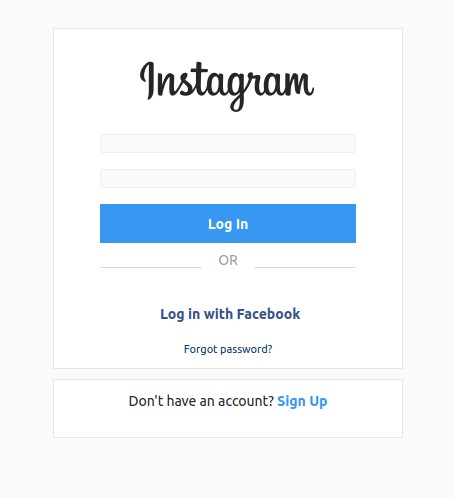 Instagram
Log In
OR
Log in with Facebook
Forgot password?
Don't have an account? Sign Up